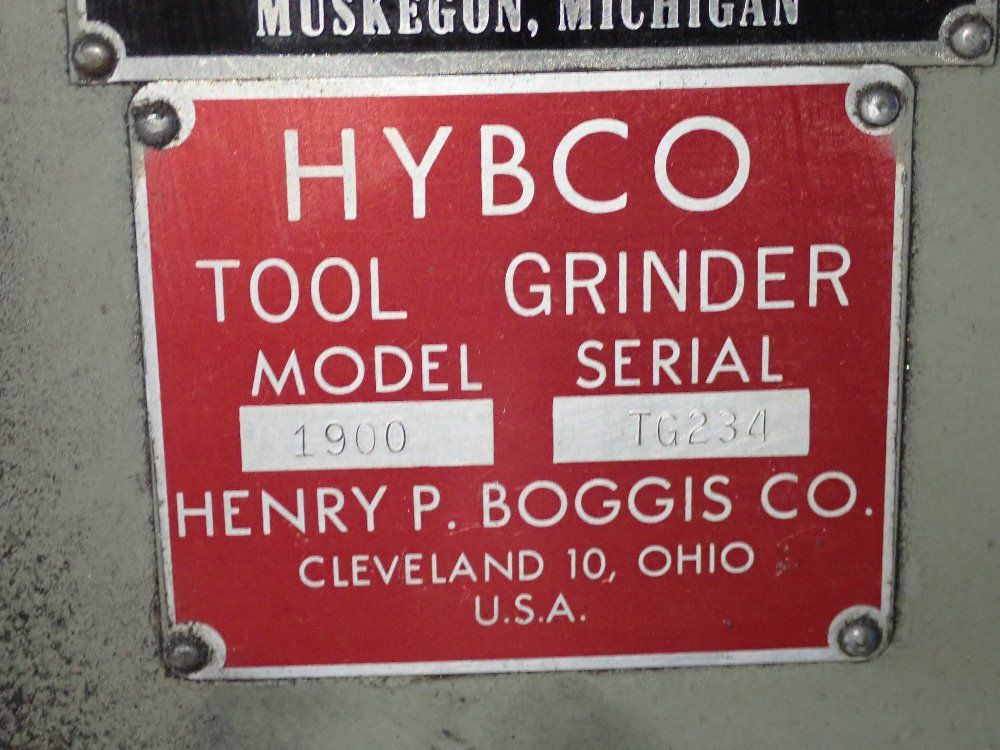 MUSKEGON, MICHIGAN
HYBCO
TOOL GRINDER
MODEL SERIAL
1900 TG234
HENRY P. BOGGIS CO.
CLEVELAND 10, OHIO
U.S.A.